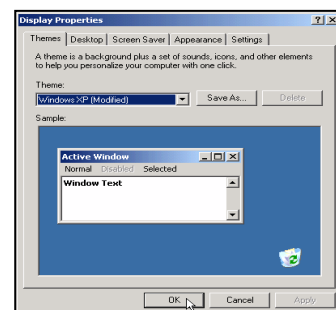 Display Properties
Themes Desktop Screen Saver Appearance Settings
A theme is a background plus a set of sounds, icons, and other elements
to help you personalize your computer with one click.
Theme:
Windows XP (Modified) Save As... Delete
Sample:
Active Window
Normal Disabled Selected
Window Text
OK Cancel Apply